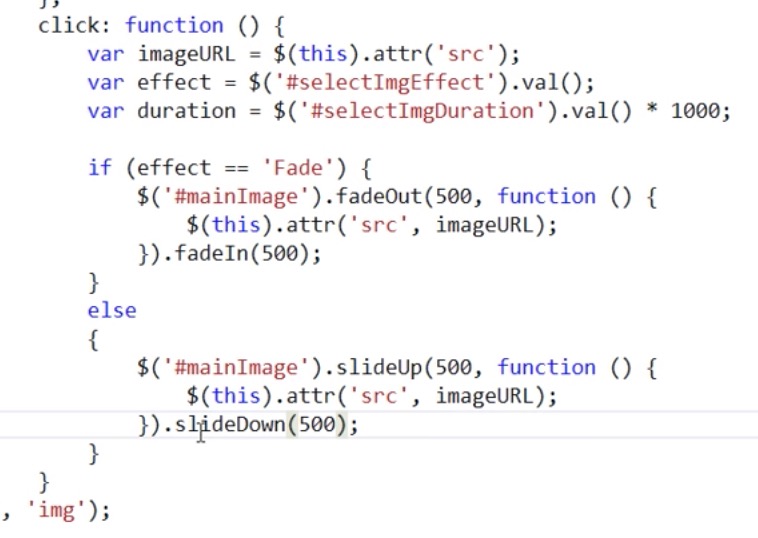 },
click: function () {
var imageURL = $(this).attr('src');
var effect = $('#selectImgEffect').val();
var duration = $('#selectImgDuration').val() * 1000;
if (effect == 'Fade') {
$('#mainImage').fadeOut(500, function () {
$(this).attr('src', imageURL);
}).fadeIn(500);
}
else
{
$('#mainImage').slideUp(500, function () {
$(this).attr('src', imageURL);
}).slideDown(500);
}
}
, 'img');